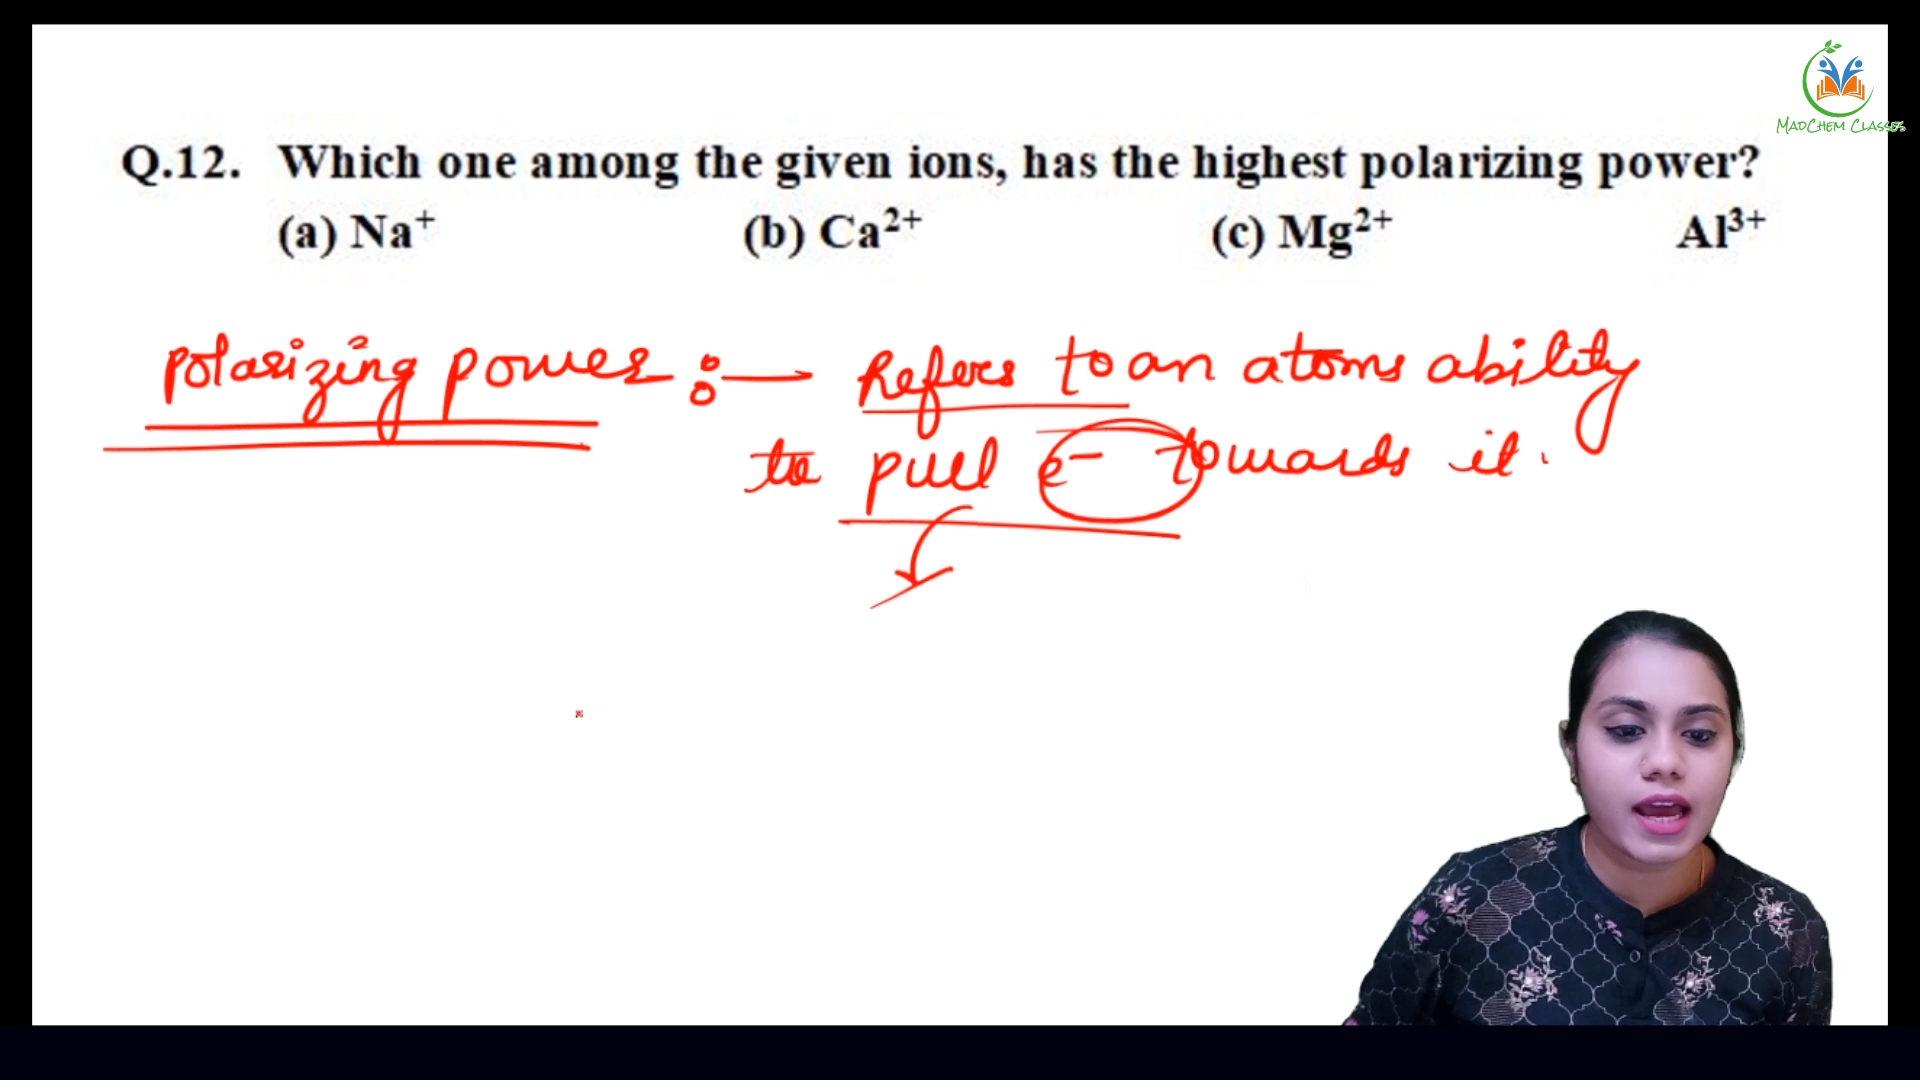 MADCHEM CLASSES
Q.12. Which one among the given ions, has the highest polarizing power?
(a) Na⁺ (b) Ca²⁺ (c) Mg²⁺ Al³⁺
Polarizing power :— Refers to an atoms ability
to pull e⁻ towards it.